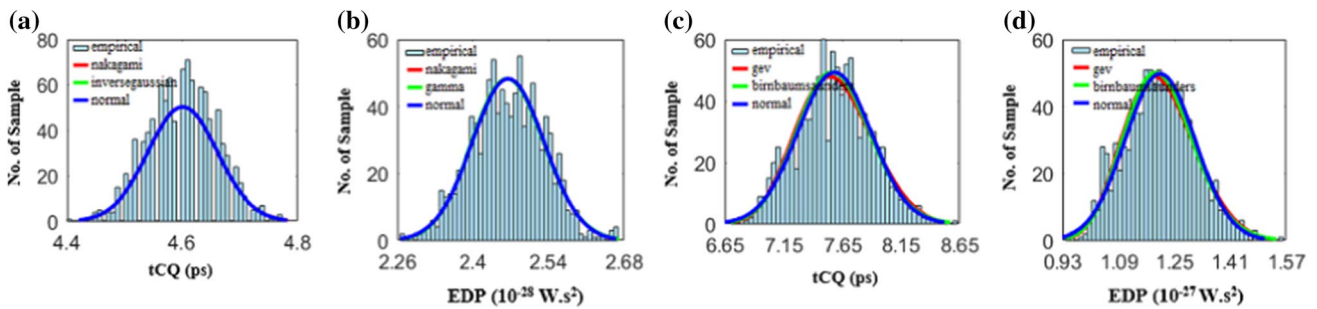 (a)
80
60
40
20
0
No. of Sample
empirical
nakagami
inversegaussian
normal
4.4 4.6 4.8
tCQ (ps)
(b)
60
40
20
0
No. of Sample
empirical
nakagami
gamma
normal
2.26 2.4 2.54 2.68
EDP (10⁻²⁸ W.s²)
(c)
60
40
20
0
No. of Sample
empirical
gev
birnbaumsaunders
normal
6.65 7.15 7.65 8.15 8.65
tCQ (ps)
(d)
60
40
20
0
No. of Sample
empirical
gev
birnbaumsaunders
normal
0.93 1.09 1.25 1.41 1.57
EDP (10⁻²⁷ W.s²)